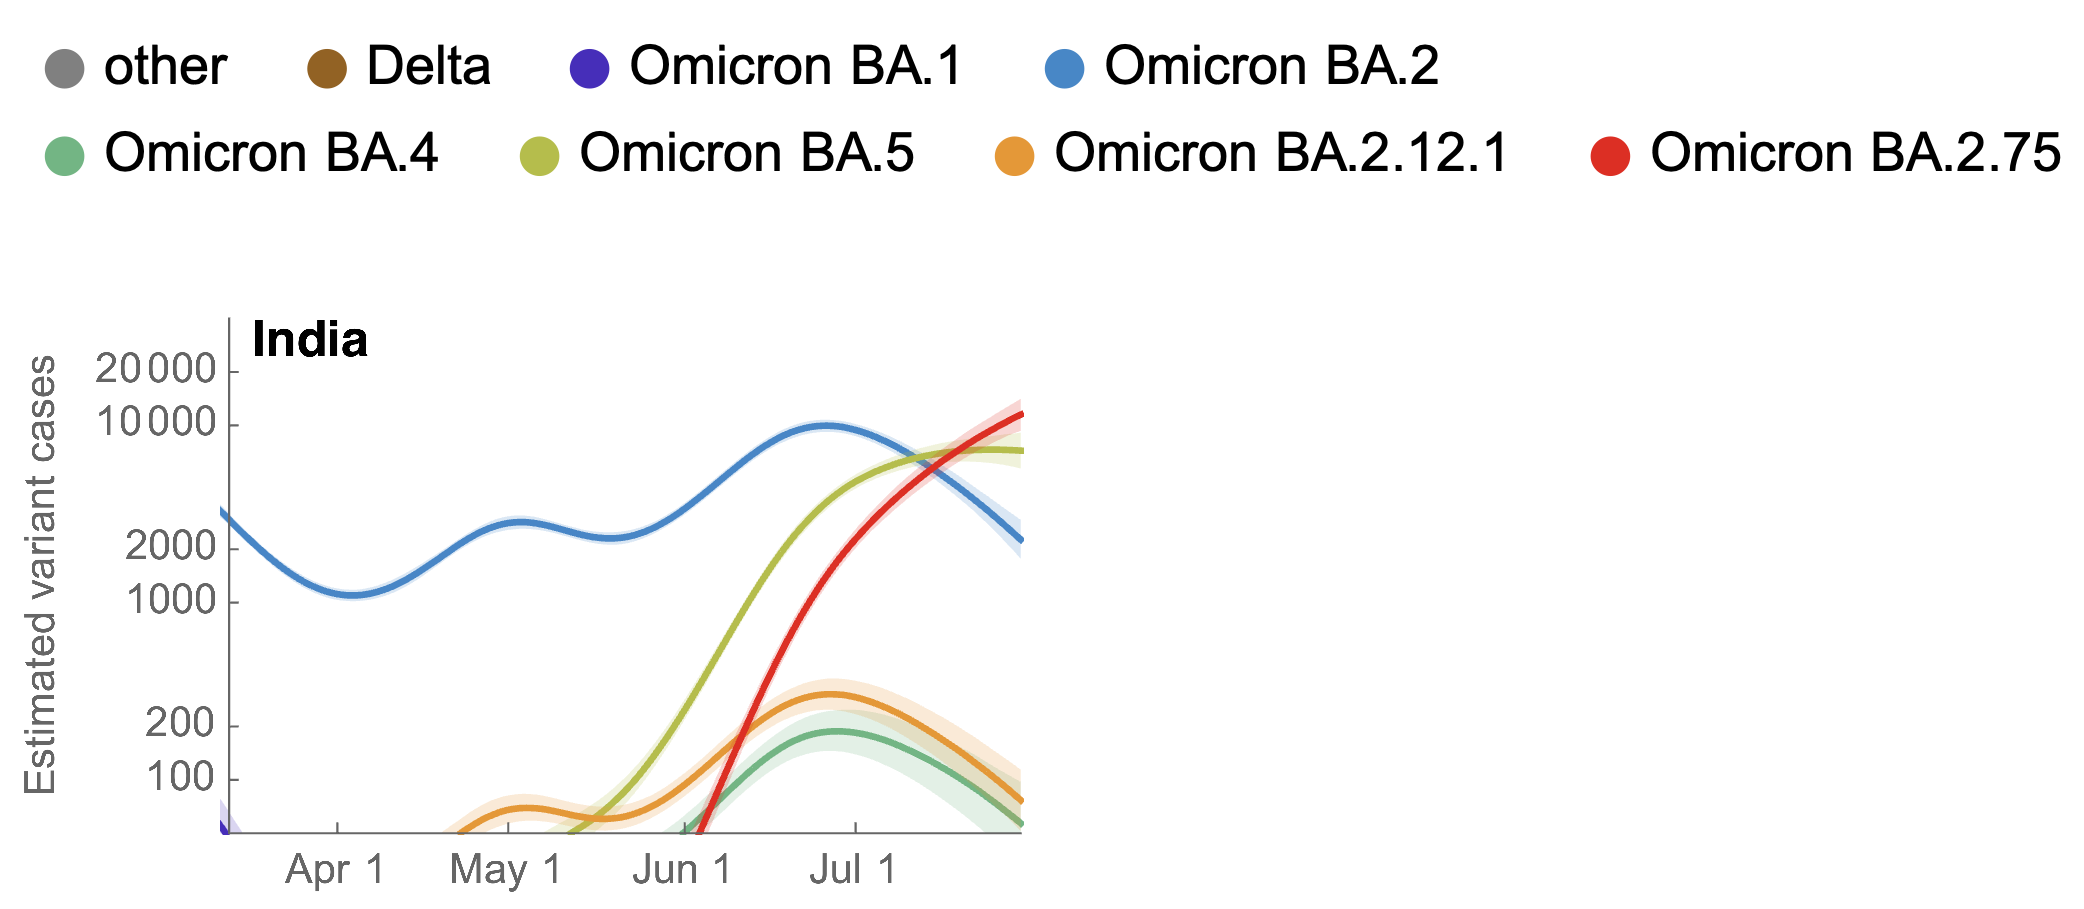 other Delta Omicron BA.1 Omicron BA.2
Omicron BA.4 Omicron BA.5 Omicron BA.2.12.1 Omicron BA.2.75
India
Estimated variant cases
20000
10000
2000
1000
200
100
Apr 1 May 1 Jun 1 Jul 1